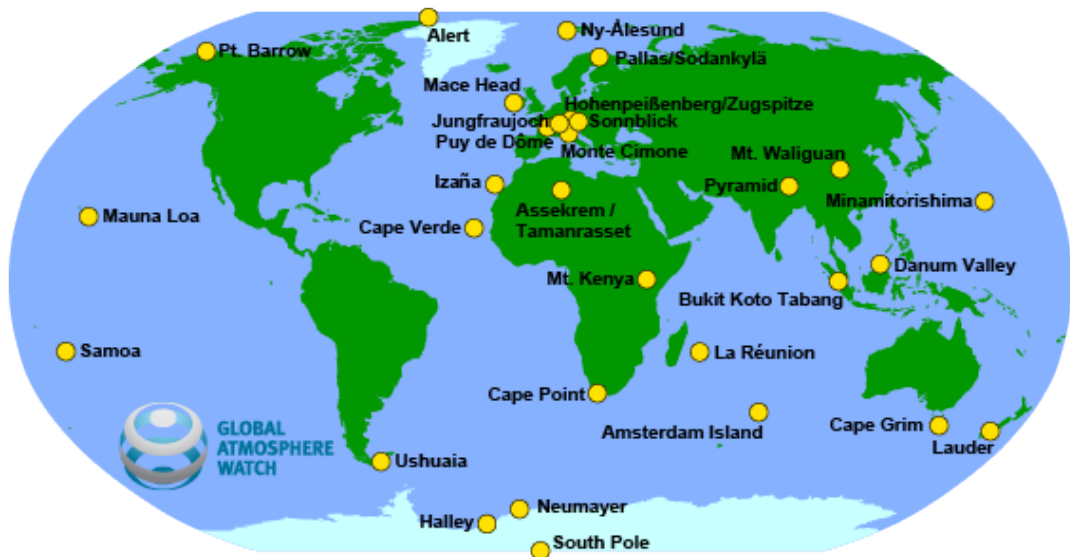 Alert
Ny-Ålesund
Pt. Barrow
Pallas/Sodankylä
Mace Head
Hohenpeißenberg/Zugspitze
Jungfraujoch
Sonnblick
Puy de Dôme
Monte Cimone
Mt. Waliguan
Izaña
Pyramid
Mauna Loa
Minamitorishima
Assekrem /
Tamanrasset
Cape Verde
Mt. Kenya
Danum Valley
Bukit Koto Tabang
Samoa
La Réunion
Cape Point
Amsterdam Island
Cape Grim
Lauder
GLOBAL
ATMOSPHERE
WATCH
Ushuaia
Neumayer
Halley
South Pole